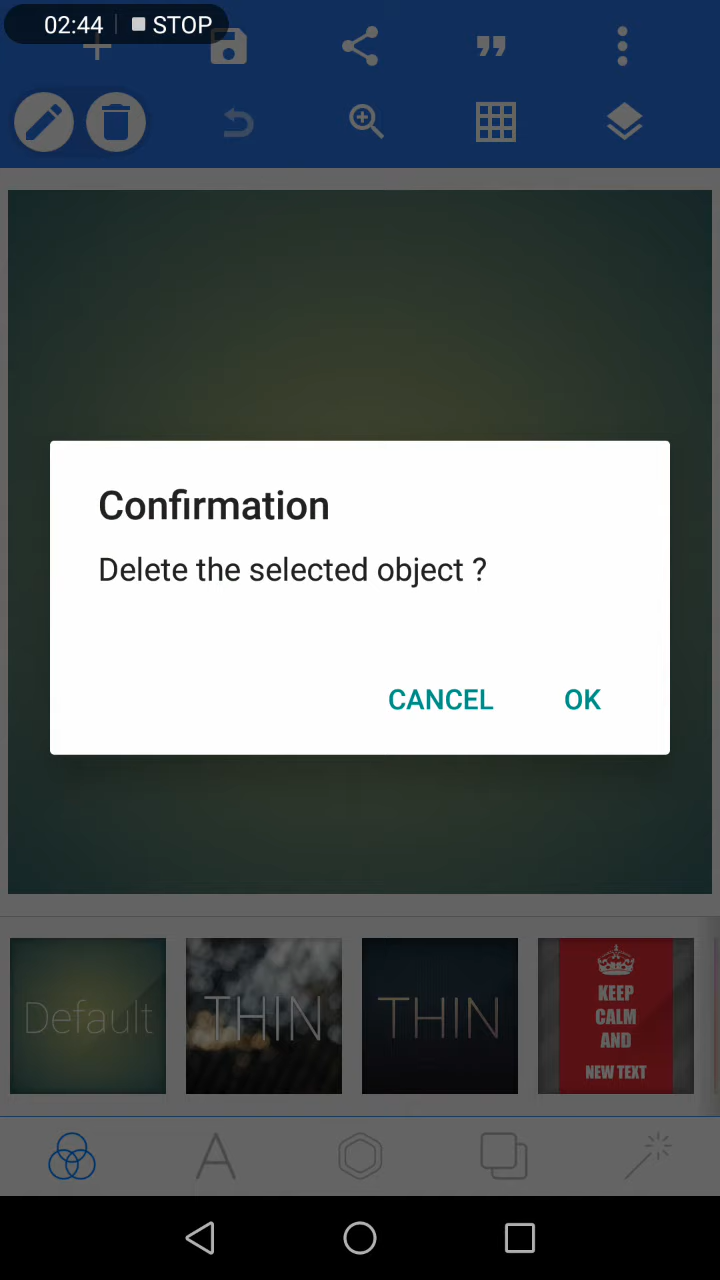 02:44 STOP
Confirmation
Delete the selected object ?
CANCEL OK
Default
THIN
THIN
KEEP
CALM
AND
NEW TEXT